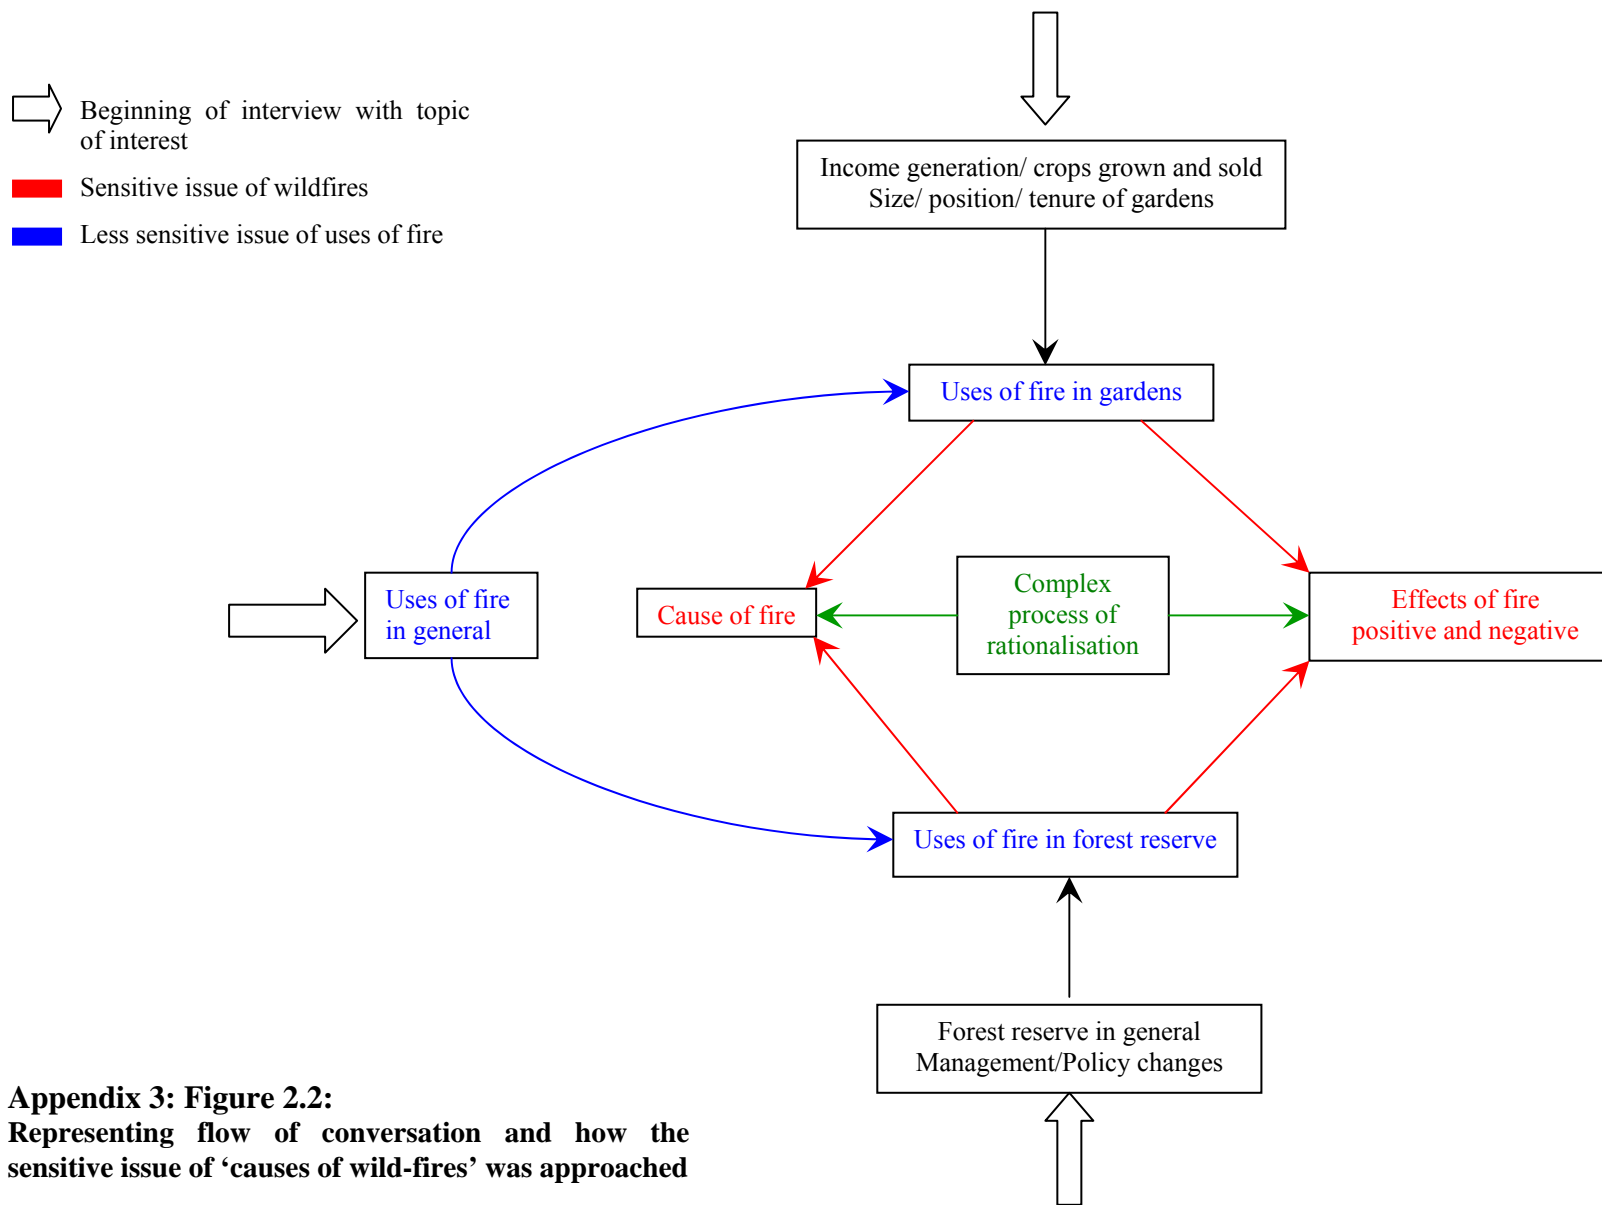 Beginning of interview with topic
of interest
Sensitive issue of wildfires
Less sensitive issue of uses of fire
Income generation/ crops grown and sold
Size/ position/ tenure of gardens
Uses of fire in gardens
Uses of fire
in general
Cause of fire
Complex
process of
rationalisation
Effects of fire
positive and negative
Uses of fire in forest reserve
Forest reserve in general
Management/Policy changes
Appendix 3: Figure 2.2:
Representing flow of conversation and how the
sensitive issue of ‘causes of wild-fires’ was approached